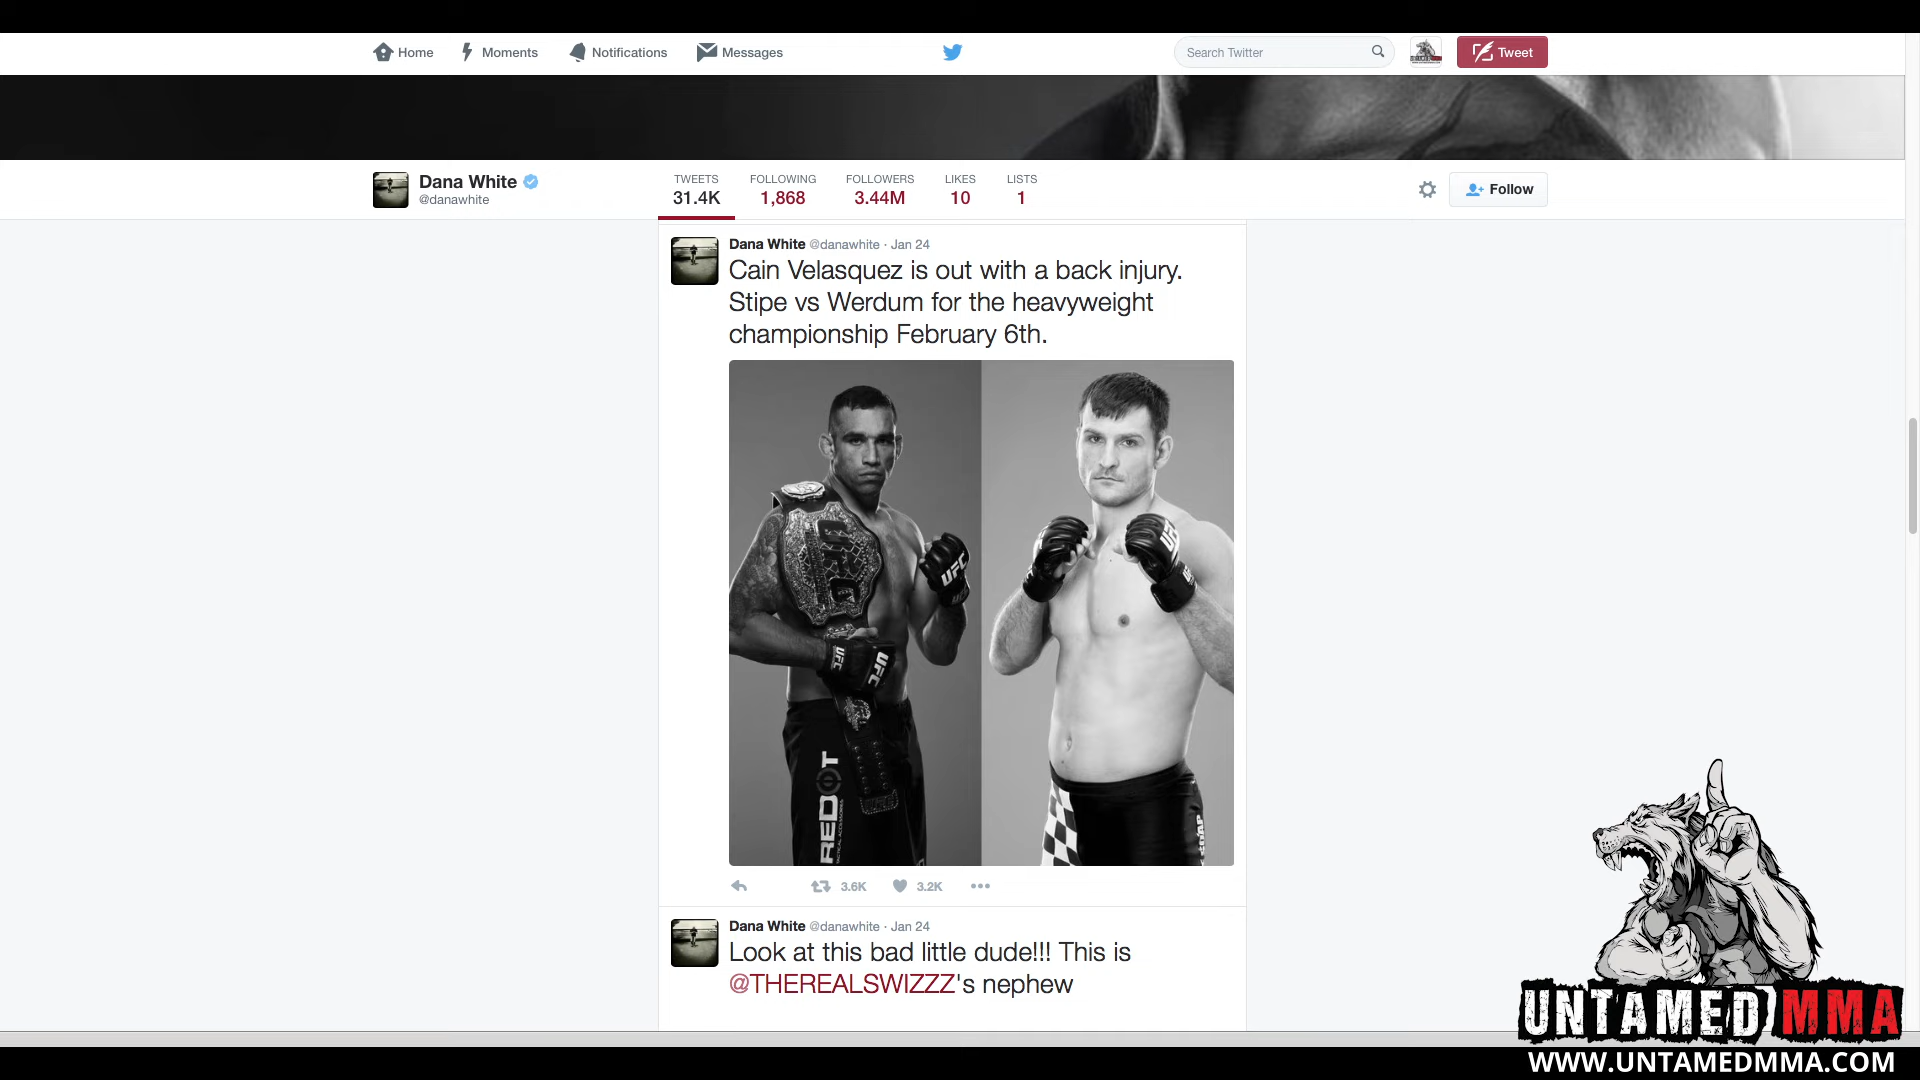 Home Moments Notifications Messages Search Twitter Tweet
Dana White
@danawhite
TWEETS FOLLOWING FOLLOWERS LIKES LISTS
31.4K 1,868 3.44M 10 1
Follow
Dana White @danawhite · Jan 24
Cain Velasquez is out with a back injury.
Stipe vs Werdum for the heavyweight
championship February 6th.
UFC
UFC
UFC
UFC
UFC
REDOT
3.6K 3.2K
Dana White @danawhite · Jan 24
Look at this bad little dude!!! This is
@THEREALSWIZZZ's nephew
UNTAMED MMA
WWW.UNTAMEDMMA.COM